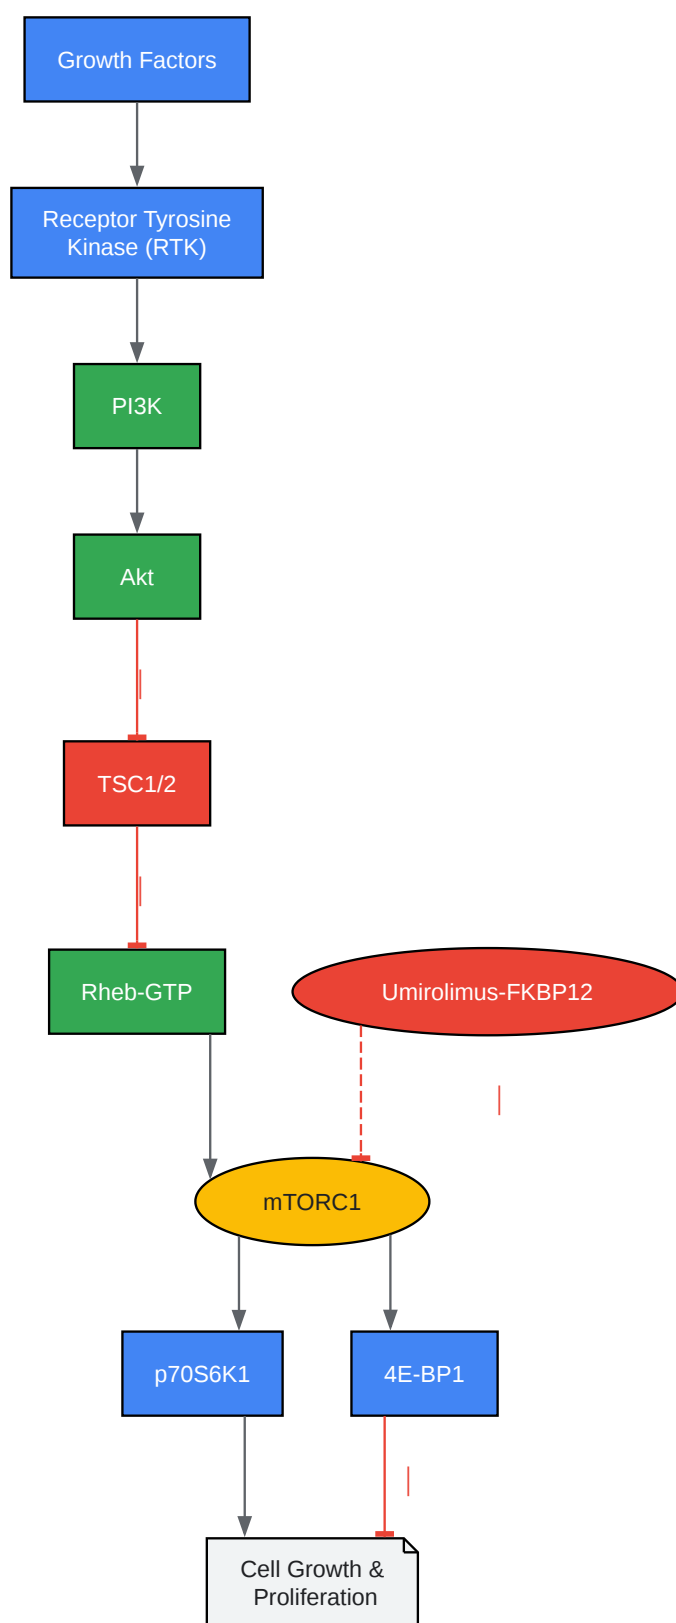 Growth Factors
Receptor Tyrosine
Kinase (RTK)
PI3K
Akt
|
TSC1/2
|
Rheb-GTP
Umirolimus-FKBP12
|
mTORC1
p70S6K1
4E-BP1
|
Cell Growth &
Proliferation